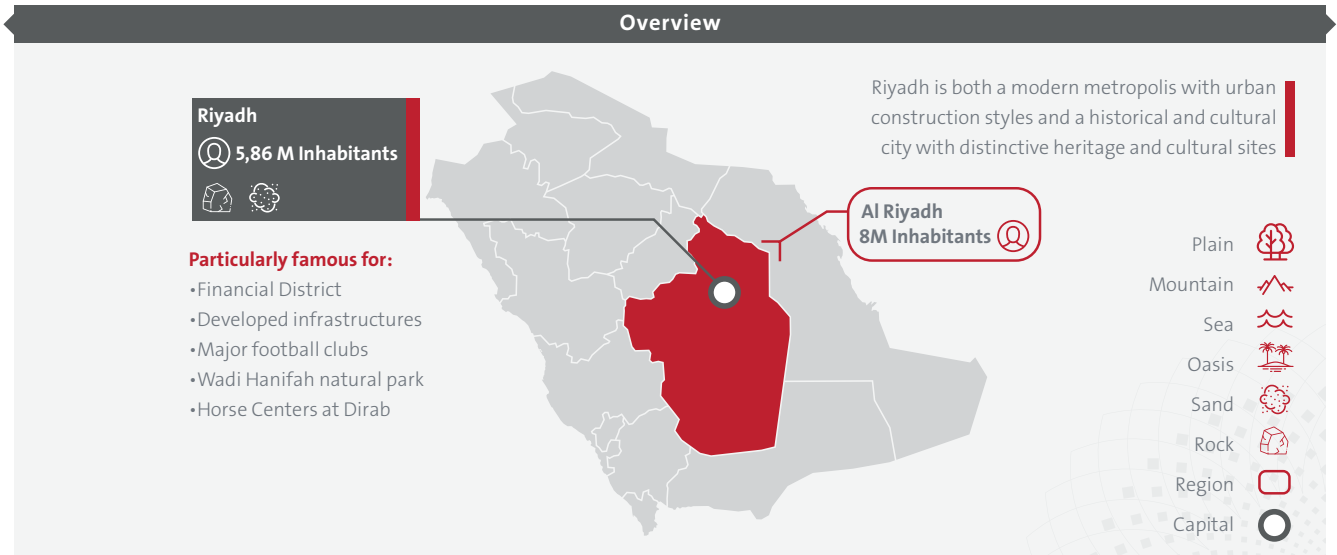 Overview
Riyadh
5,86 M Inhabitants
Particularly famous for:
•Financial District
•Developed infrastructures
•Major football clubs
•Wadi Hanifah natural park
•Horse Centers at Dirab
Riyadh is both a modern metropolis with urban
construction styles and a historical and cultural
city with distinctive heritage and cultural sites
Al Riyadh
8M Inhabitants
Plain
Mountain
Sea
Oasis
Sand
Rock
Region
Capital